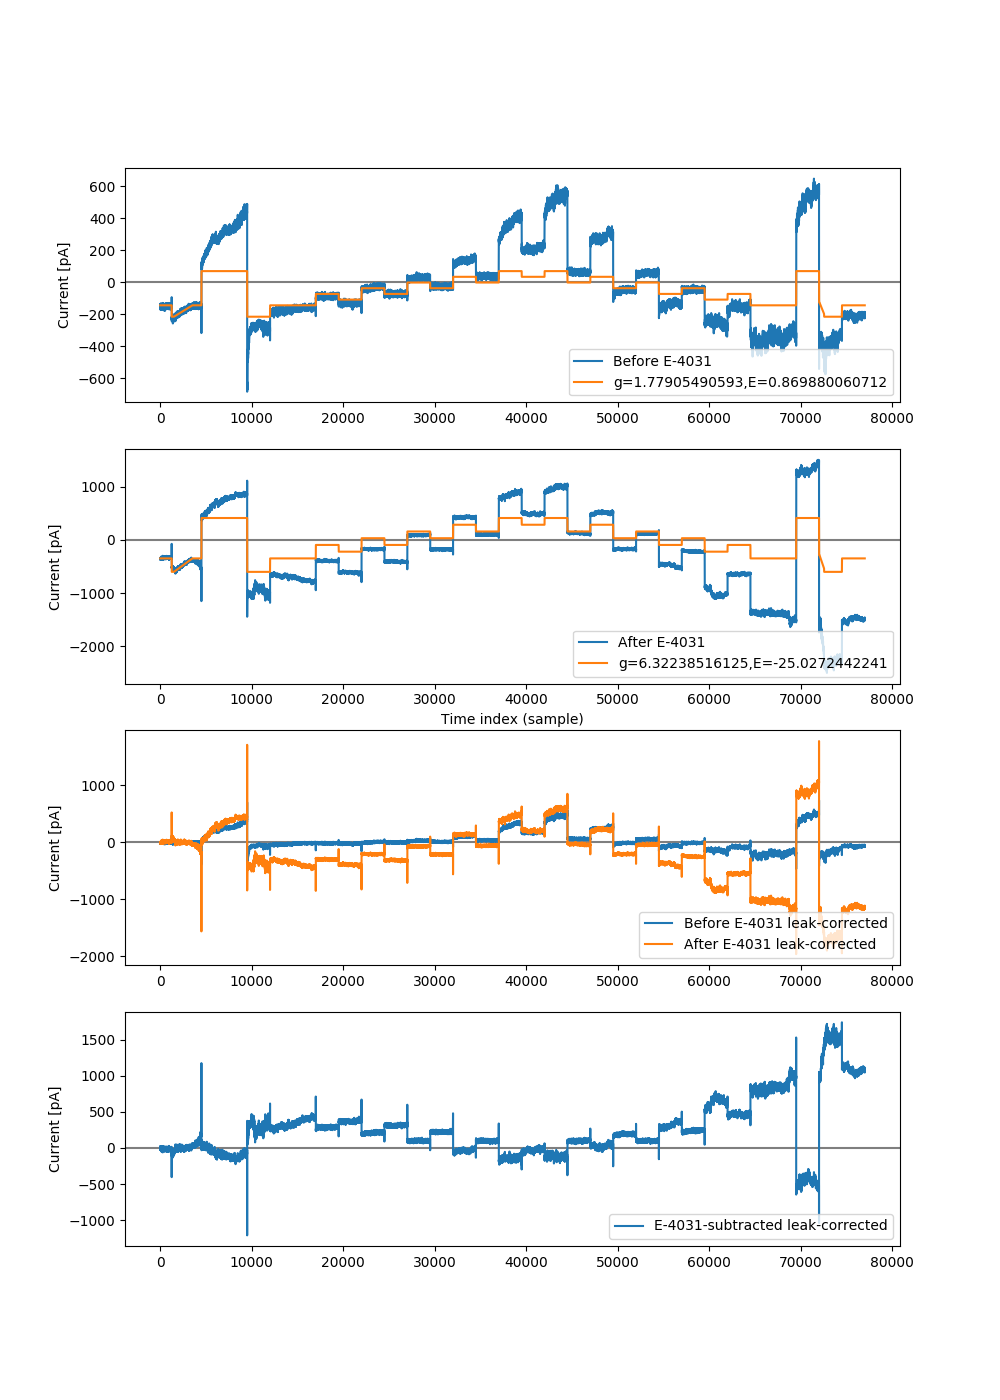 600
400
200
0
−200
−400
−600
Current [pA]
Before E-4031
g=1.77905490593,E=0.869880060712
0 10000 20000 30000 40000 50000 60000 70000 80000
1000
0
−1000
−2000
Current [pA]
After E-4031
g=6.32238516125,E=-25.0272442241
0 10000 20000 30000 40000 50000 60000 70000 80000
Time index (sample)
1000
0
−1000
−2000
Current [pA]
Before E-4031 leak-corrected
After E-4031 leak-corrected
0 10000 20000 30000 40000 50000 60000 70000 80000
1500
1000
500
0
−500
−1000
Current [pA]
E-4031-subtracted leak-corrected
0 10000 20000 30000 40000 50000 60000 70000 80000